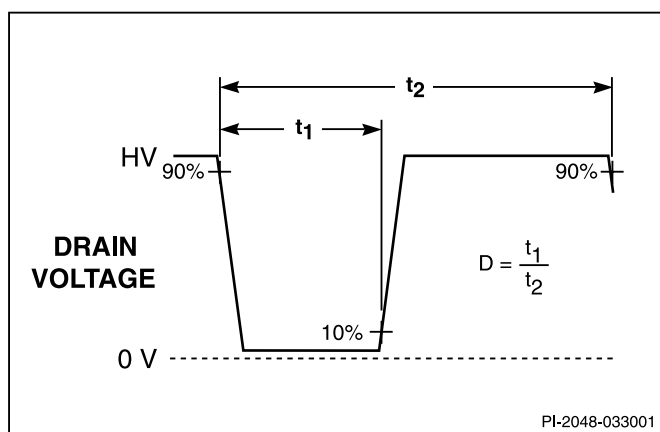 t2
t1
HV
90%
90%
DRAIN
VOLTAGE
D = t1
t2
10%
0 V
PI-2048-033001